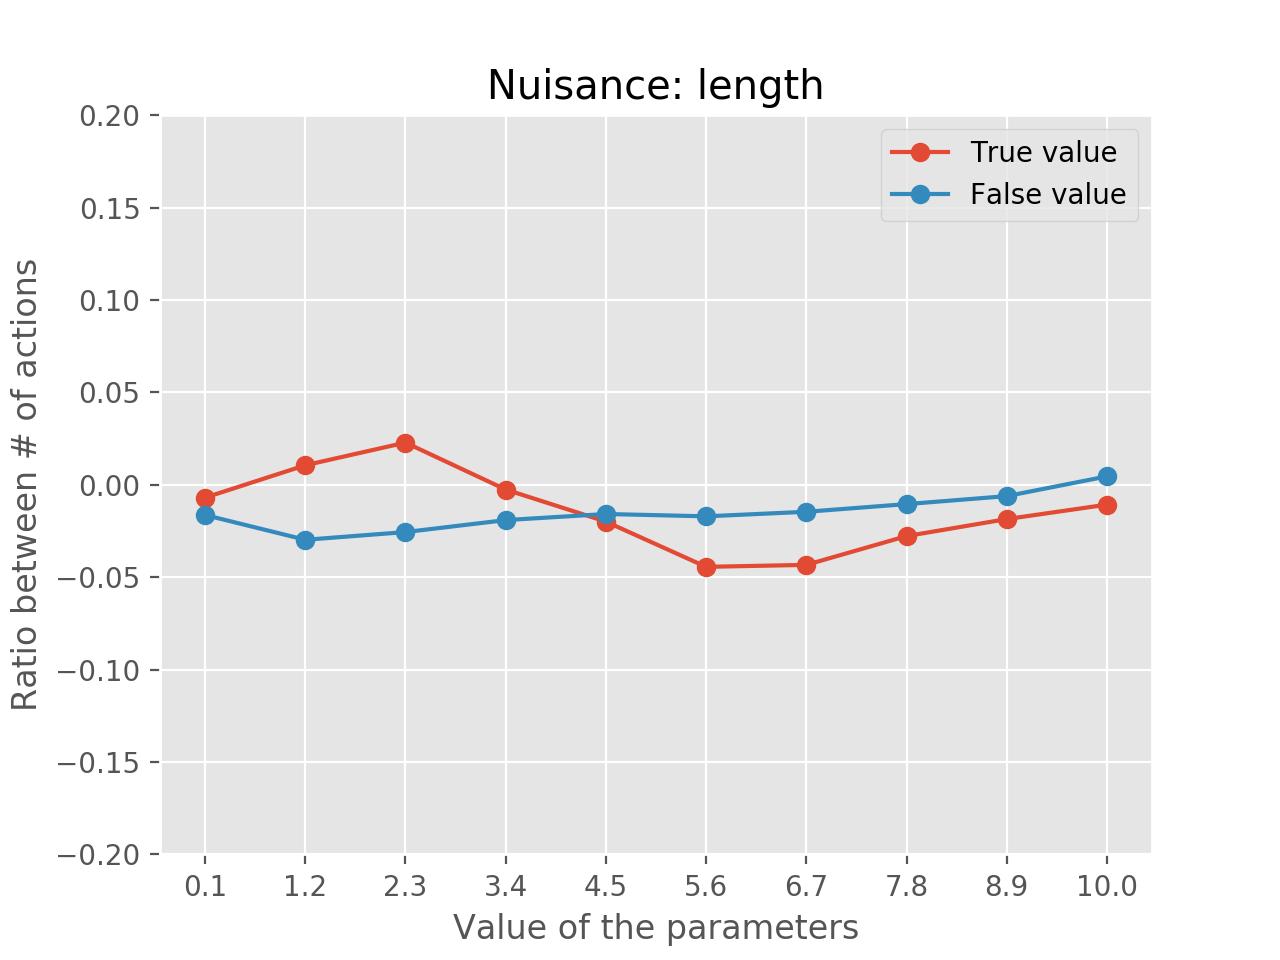 Nuisance: length
True value
False value
0.20
0.15
0.10
0.05
0.00
−0.05
−0.10
−0.15
−0.20
Ratio between # of actions
0.1 1.2 2.3 3.4 4.5 5.6 6.7 7.8 8.9 10.0
Value of the parameters